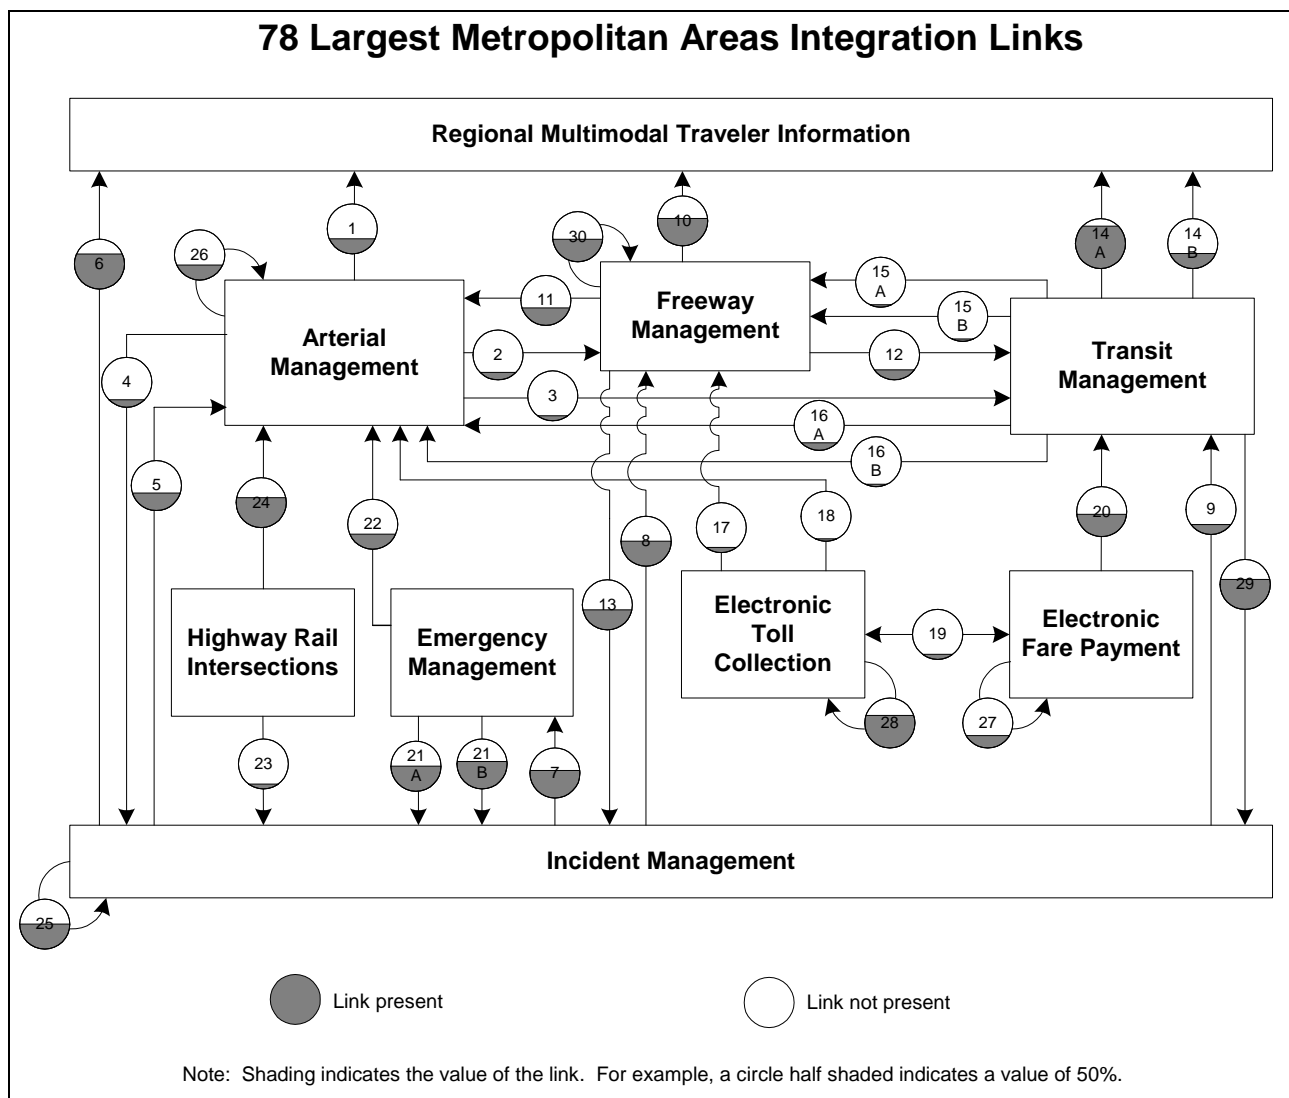 78 Largest Metropolitan Areas Integration Links
Regional Multimodal Traveler Information
1
10
14
A
14
B
26
30
6
15
A
11
Freeway
Management
15
B
Arterial
Management
2
12
Transit
Management
4
3
16
A
16
B
5
24
22
17
18
20
9
8
29
13
Highway Rail
Intersections
Emergency
Management
Electronic
Toll
Collection
19
Electronic
Fare Payment
28
27
23
21
A
21
B
7
Incident Management
25
Link present
Link not present
Note: Shading indicates the value of the link. For example, a circle half shaded indicates a value of 50%.